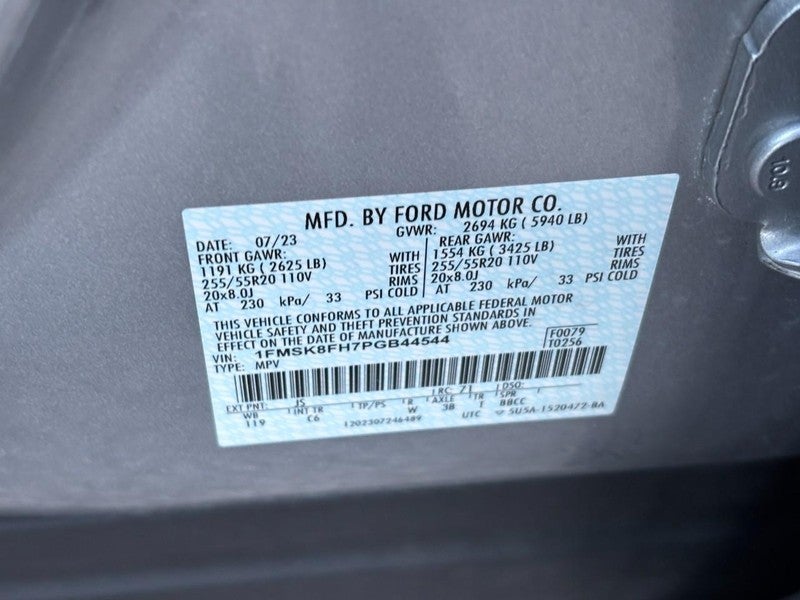 MFD. BY FORD MOTOR CO.
DATE: 07/23 GVWR: 2694 KG ( 5940 LB)
FRONT GAWR: REAR GAWR:
1191 KG ( 2625 LB) WITH 1554 KG ( 3425 LB) WITH
255/55R20 110V TIRES 255/55R20 110V TIRES
20x8.0J RIMS 20x8.0J RIMS
AT 230 kPa/ 33 PSI COLD AT 230 kPa/ 33 PSI COLD
THIS VEHICLE CONFORMS TO ALL APPLICABLE FEDERAL MOTOR
VEHICLE SAFETY AND THEFT PREVENTION STANDARDS IN
EFFECT ON THE DATE OF MANUFACTURE SHOWN ABOVE.
VIN: 1FMSK8FH7PGB44544 F0079
TYPE: MPV T0256
EXT PNT: JS RC: 71 DSO:
WB INT TR TP/PS R AXLE TR SPR
119 C6 W 3B T BBCC
1202307246489 UTC 5U5A-1520472-BA
10.9